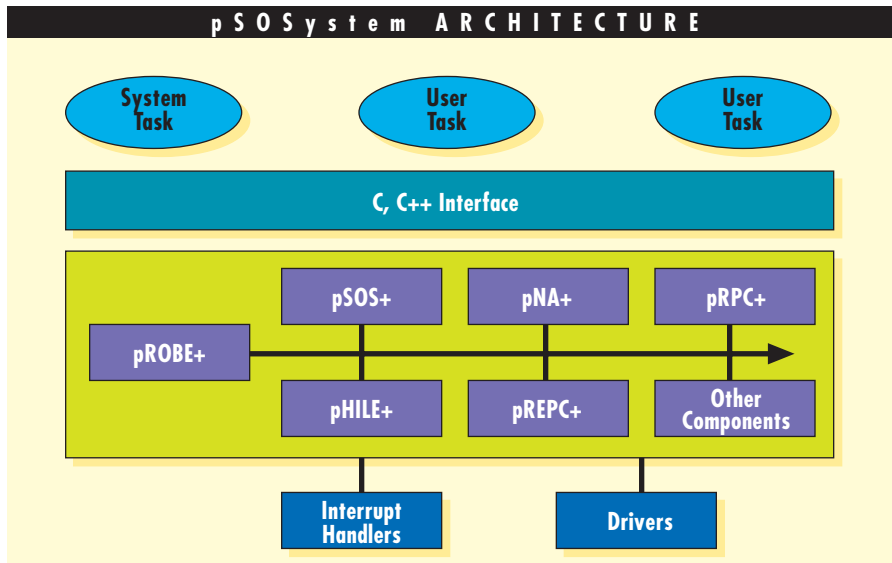 pSOSystem ARCHITECTURE
System
Task
User
Task
User
Task
C, C++ Interface
pSOS+
pNA+
pRPC+
pROBE+
pHILE+
pREPC+
Other
Components
Interrupt
Handlers
Drivers